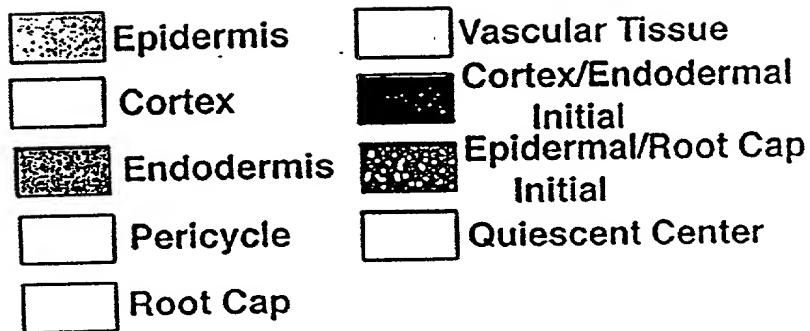 Epidermis
Cortex
Endodermis
Pericycle
Root Cap
Vascular Tissue
Cortex/Endodermal
Initial
Epidermal/Root Cap
Initial
Quiescent Center